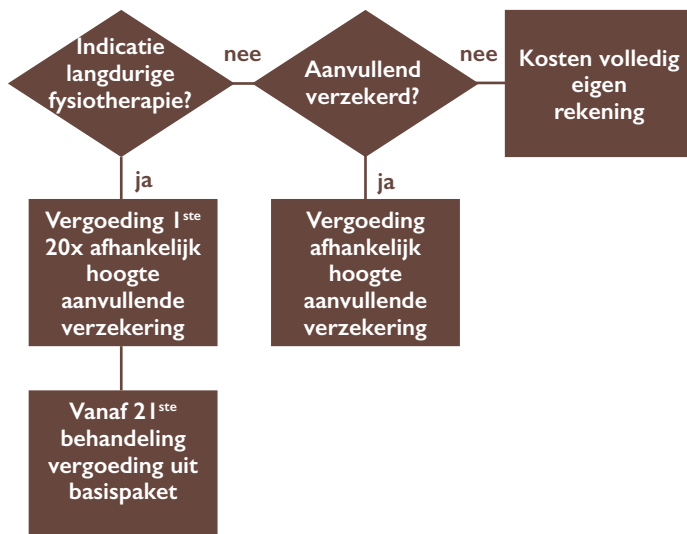 Indicatie
langdurige
fysiotherapie?
nee
Aanvullend
verzekerd?
nee
Kosten volledig
eigen
rekening
ja
Vergoeding 1ste
20x afhankelijk
hoogte
aanvullende
verzekering
ja
Vergoeding
afhankelijk
hoogte
aanvullende
verzekering
Vanaf 21ste
behandeling
vergoeding uit
basispaket